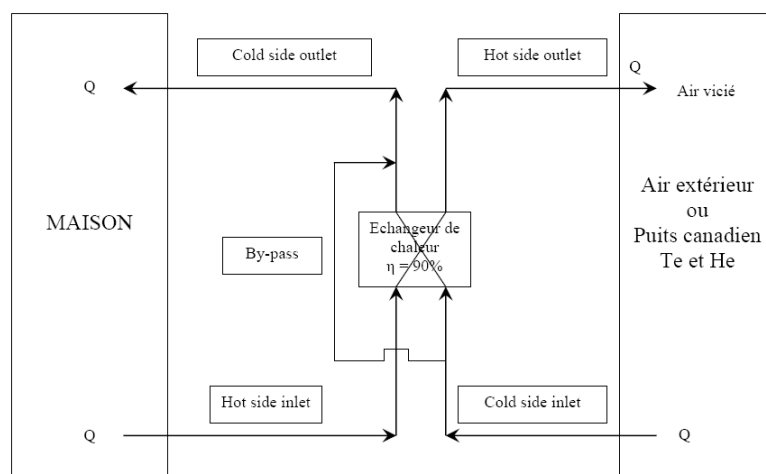 Cold side outlet
Hot side outlet
Q
Q
Air vicié
MAISON
Echangeur de
chaleur
η = 90%
Air extérieur
ou
Puits canadien
Te et He
By-pass
Hot side inlet
Cold side inlet
Q
Q